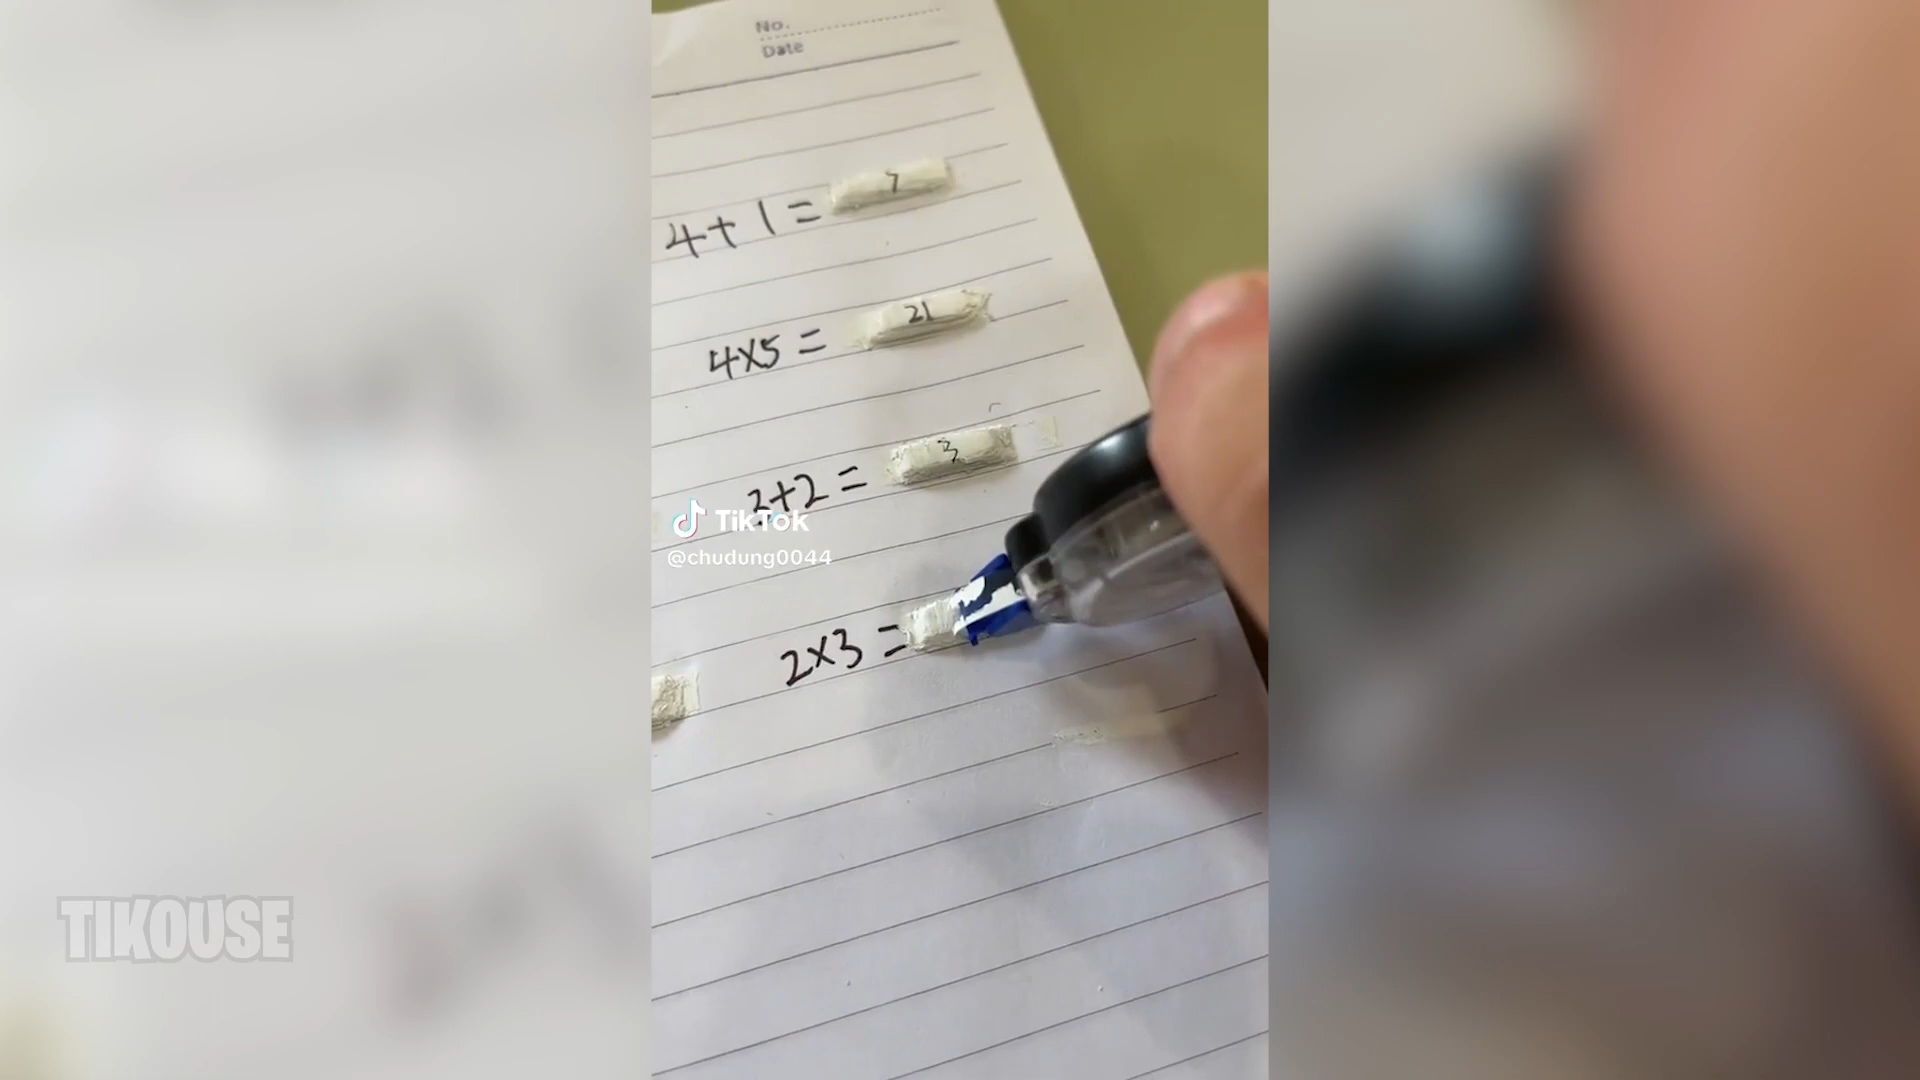 No.
Date
4+1= 7
4x5= 21
3+2= 3
TikTok
@chudung0044
2x3=
TIKOUSE